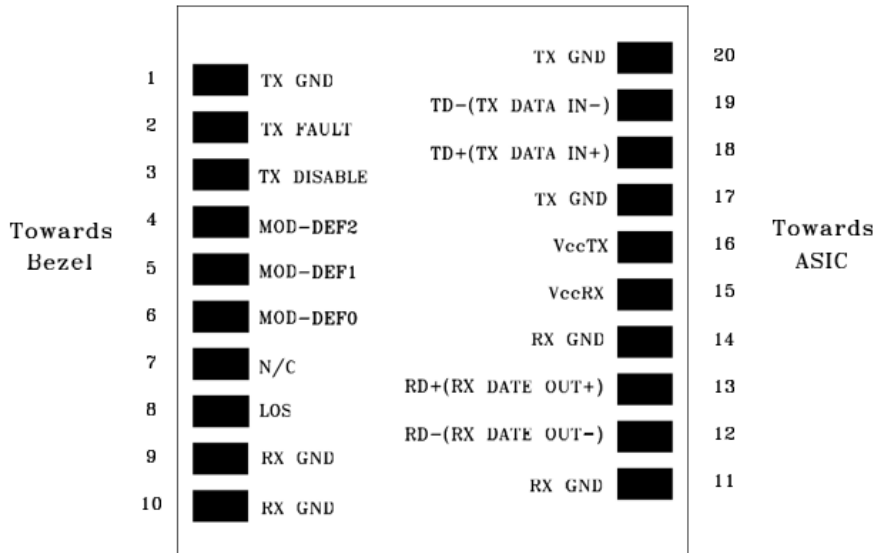 Towards
Bezel
1 TX GND
2 TX FAULT
3 TX DISABLE
4 MOD-DEF2
5 MOD-DEF1
6 MOD-DEF0
7 N/C
8 LOS
9 RX GND
10 RX GND
TX GND 20
TD-(TX DATA IN-) 19
TD+(TX DATA IN+) 18
TX GND 17
VccTX 16
VccRX 15
RX GND 14
RD+(RX DATE OUT+) 13
RD-(RX DATE OUT-) 12
RX GND 11
Towards
ASIC